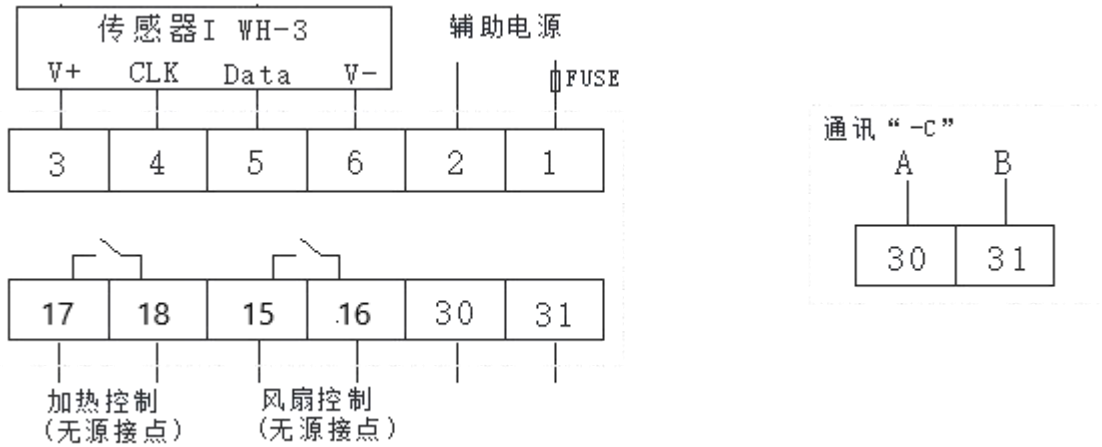 传感器I WH-3
辅助电源
V+ CLK Data V-
FUSE
3 4 5 6 2 1
17 18 15 16 30 31
加热控制
(无源接点)
风扇控制
(无源接点)
通讯“-C”
A B
30 31